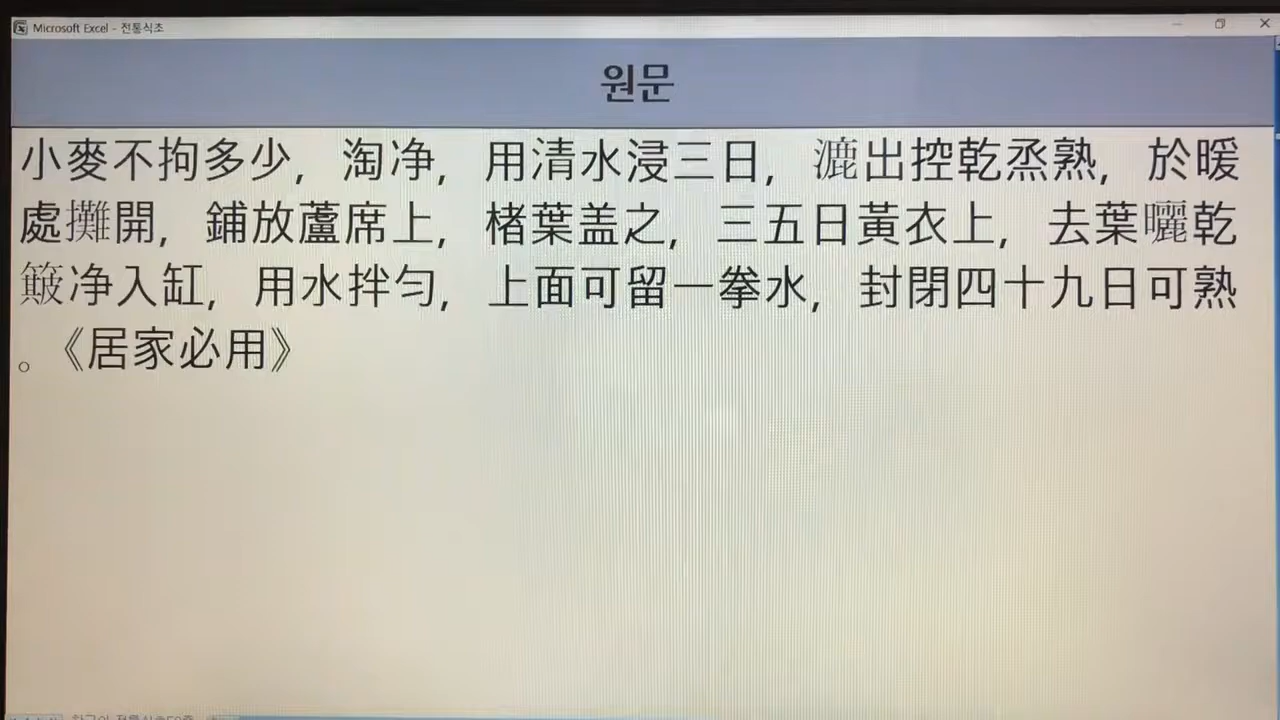 Microsoft Excel - 전통식초
원문
小麥不拘多少，淘净，用清水浸三日，漉出控乾烝熟，於暖
處攤開，鋪放蘆席上，楮葉盖之，三五日黃衣上，去葉曬乾
簸净入缸，用水拌匀，上面可留一拳水，封閉四十九日可熟
。《居家必用》